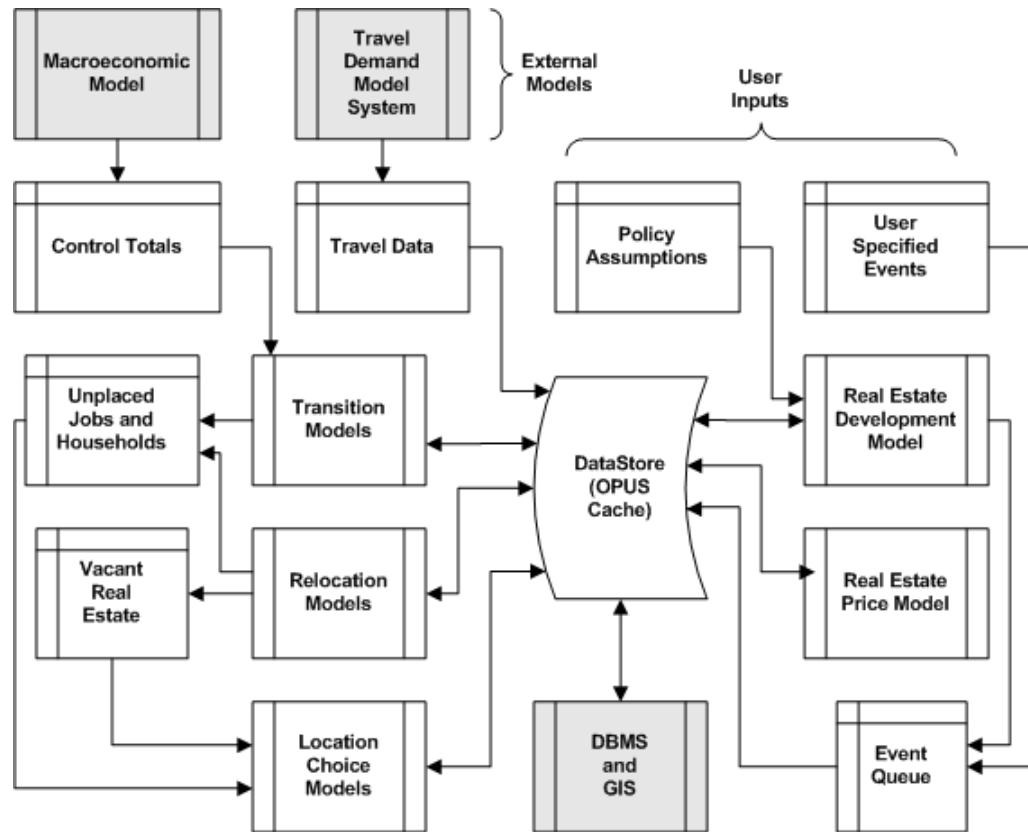 Macroeconomic
Model
Travel
Demand
Model
System
External
Models
User
Inputs
Control Totals
Travel Data
Policy
Assumptions
User
Specified
Events
Unplaced
Jobs and
Households
Transition
Models
DataStore
(OPUS
Cache)
Real Estate
Development
Model
Vacant
Real
Estate
Relocation
Models
Real Estate
Price Model
Location
Choice
Models
DBMS
and
GIS
Event
Queue